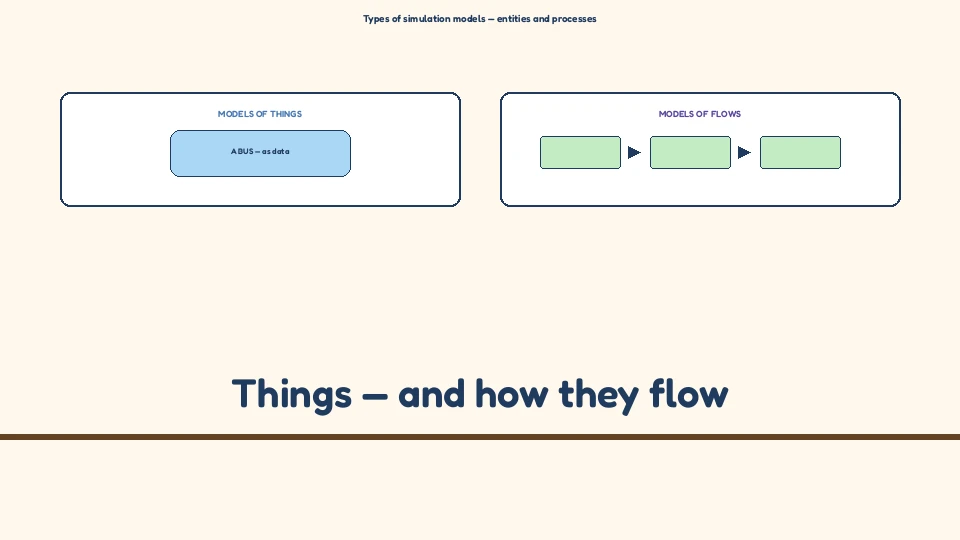 Types of simulation models — entities and processes
MODELS OF THINGS
A BUS — as data
MODELS OF FLOWS
Things — and how they flow